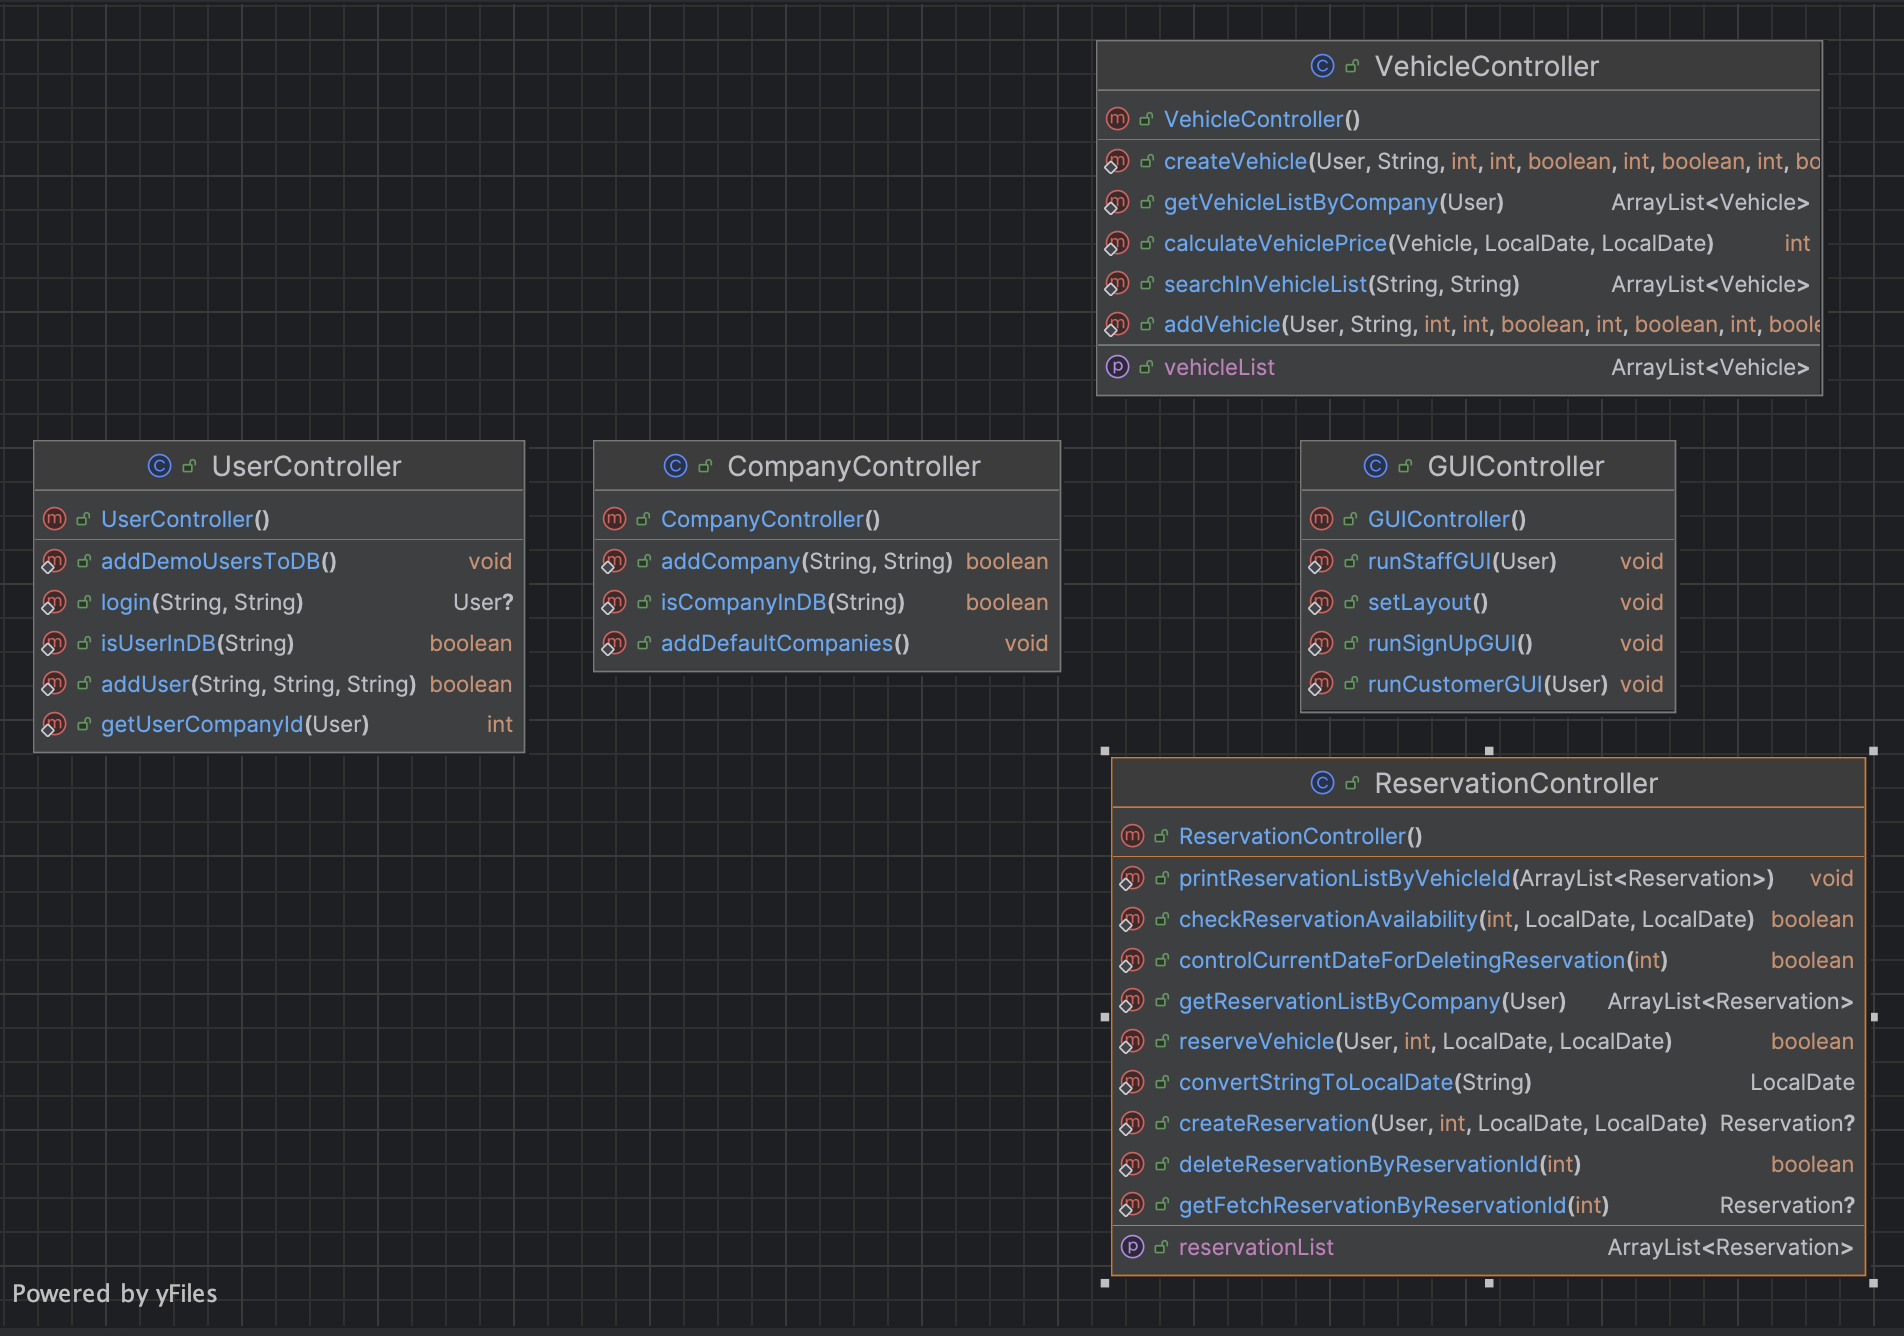 VehicleController
VehicleController()
createVehicle(User, String, int, int, boolean, int, boolean, int, bo
getVehicleListByCompany(User) ArrayList<Vehicle>
calculateVehiclePrice(Vehicle, LocalDate, LocalDate) int
searchInVehicleList(String, String) ArrayList<Vehicle>
addVehicle(User, String, int, int, boolean, int, boolean, int, boole
vehicleList ArrayList<Vehicle>
UserController
UserController()
addDemoUsersToDB() void
login(String, String) User?
isUserInDB(String) boolean
addUser(String, String, String) boolean
getUserCompanyId(User) int
CompanyController
CompanyController()
addCompany(String, String) boolean
isCompanyInDB(String) boolean
addDefaultCompanies() void
GUIController
GUIController()
runStaffGUI(User) void
setLayout() void
runSignUpGUI() void
runCustomerGUI(User) void
ReservationController
ReservationController()
printReservationListByVehicleId(ArrayList<Reservation>) void
checkReservationAvailability(int, LocalDate, LocalDate) boolean
controlCurrentDateForDeletingReservation(int) boolean
getReservationListByCompany(User) ArrayList<Reservation>
reserveVehicle(User, int, LocalDate, LocalDate) boolean
convertStringToLocalDate(String) LocalDate
createReservation(User, int, LocalDate, LocalDate) Reservation?
deleteReservationByReservationId(int) boolean
getFetchReservationByReservationId(int) Reservation?
reservationList ArrayList<Reservation>
Powered by yFiles